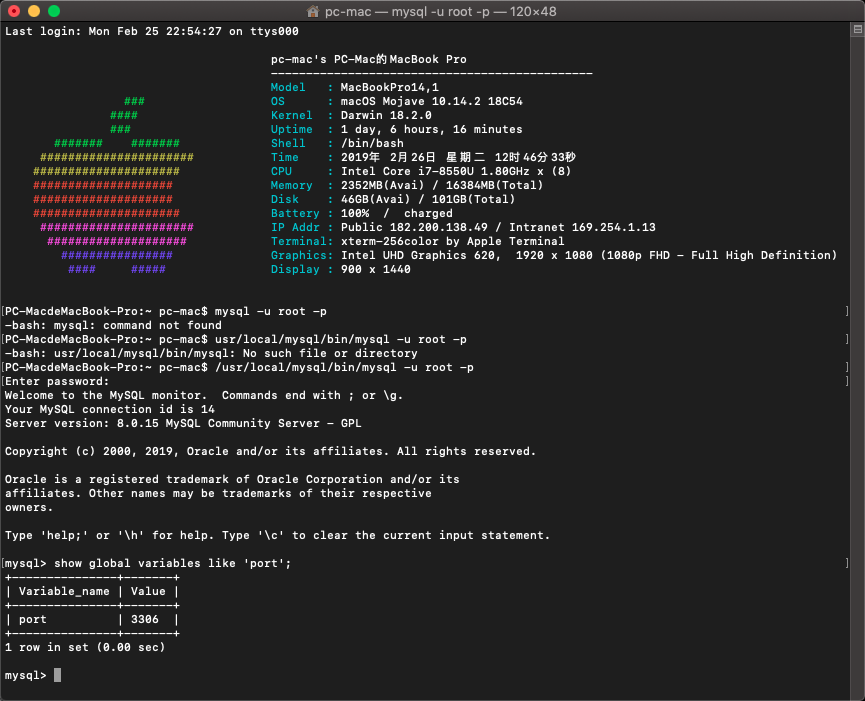 pc-mac — mysql -u root -p — 120×48
Last login: Mon Feb 25 22:54:27 on ttys000
pc-mac's PC-Mac的MacBook Pro
----------------------------------------------
Model   : MacBookPro14,1
### OS      : macOS Mojave 10.14.2 18C54
#### Kernel  : Darwin 18.2.0
### Uptime  : 1 day, 6 hours, 16 minutes
#######    ####### Shell   : /bin/bash
###################### Time    : 2019年 2月26日 星期二 12时46分33秒
##################### CPU     : Intel Core i7-8550U 1.80GHz x (8)
#################### Memory  : 2352MB(Avai) / 16384MB(Total)
#################### Disk    : 46GB(Avai) / 101GB(Total)
##################### Battery : 100%  /  charged
###################### IP Addr : Public 182.200.138.49 / Intranet 169.254.1.13
#################### Terminal: xterm-256color by Apple Terminal
################ Graphics: Intel UHD Graphics 620,  1920 x 1080 (1080p FHD - Full High Definition)
####     ##### Display : 900 x 1440
[PC-MacdeMacBook-Pro:~ pc-mac$ mysql -u root -p ]
-bash: mysql: command not found
[PC-MacdeMacBook-Pro:~ pc-mac$ usr/local/mysql/bin/mysql -u root -p ]
-bash: usr/local/mysql/bin/mysql: No such file or directory
[PC-MacdeMacBook-Pro:~ pc-mac$ /usr/local/mysql/bin/mysql -u root -p ]
[Enter password: ]
Welcome to the MySQL monitor.  Commands end with ; or \g.
Your MySQL connection id is 14
Server version: 8.0.15 MySQL Community Server - GPL
Copyright (c) 2000, 2019, Oracle and/or its affiliates. All rights reserved.
Oracle is a registered trademark of Oracle Corporation and/or its
affiliates. Other names may be trademarks of their respective
owners.
Type 'help;' or '\h' for help. Type '\c' to clear the current input statement.
[mysql> show global variables like 'port'; ]
+---------------+-------+
| Variable_name | Value |
+---------------+-------+
| port          | 3306  |
+---------------+-------+
1 row in set (0.00 sec)
mysql>